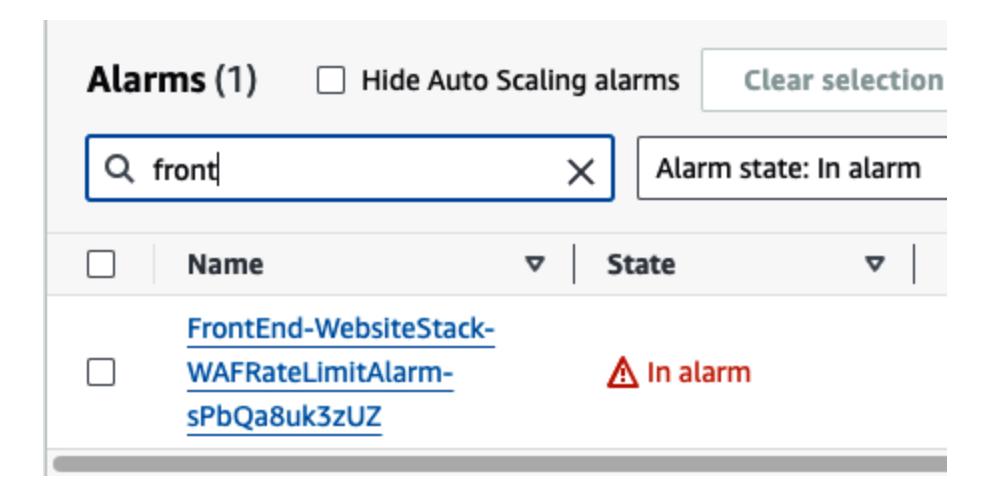 Alarms (1) Hide Auto Scaling alarms Clear selection
front Alarm state: In alarm
Name State
FrontEnd-WebsiteStack-
WAFRateLimitAlarm- In alarm
sPbQa8uk3zUZ